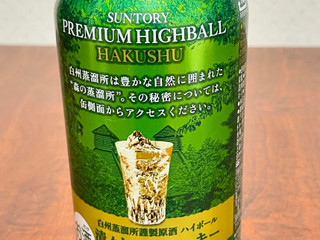 SUNTORY
PREMIUM HIGHBALL
HAKUSHU
白州蒸溜所は豊かな自然に囲まれた
“森の蒸溜所”。その秘密については、
缶側面からアクセスください。
白州蒸溜所謹製原酒 ハイボール